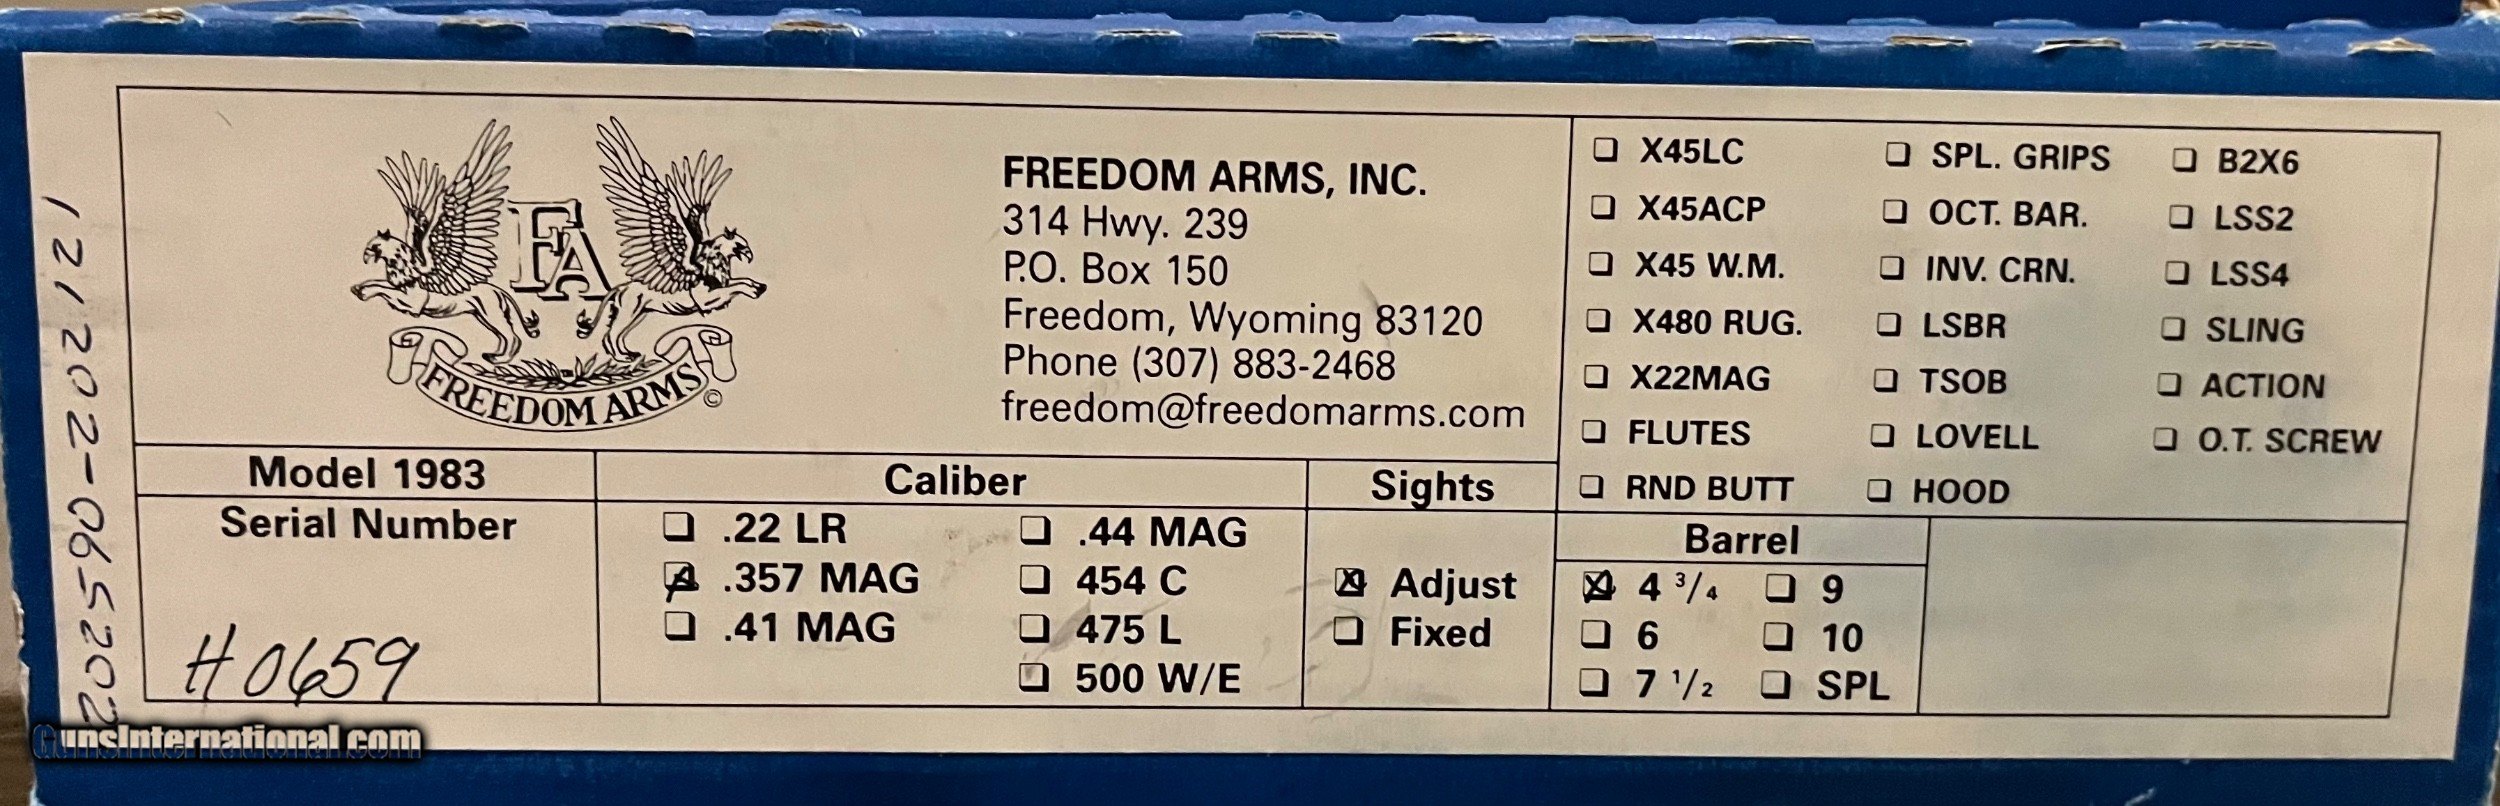 FREEDOM ARMS, INC.
314 Hwy. 239
P.O. Box 150
Freedom, Wyoming 83120
Phone (307) 883-2468
freedom@freedomarms.com
FA
FREEDOM ARMS ©
X45LC
X45ACP
X45 W.M.
X480 RUG.
X22MAG
FLUTES
RND BUTT
SPL. GRIPS
OCT. BAR.
INV. CRN.
LSBR
TSOB
LOVELL
HOOD
B2X6
LSS2
LSS4
SLING
ACTION
O.T. SCREW
Model 1983
Serial Number
H0659
Caliber
.22 LR
.357 MAG
.41 MAG
.44 MAG
454 C
475 L
500 W/E
Sights
Adjust
Fixed
Barrel
4 3/4
6
7 1/2
9
10
SPL
121202-065202
GunsInternational.com